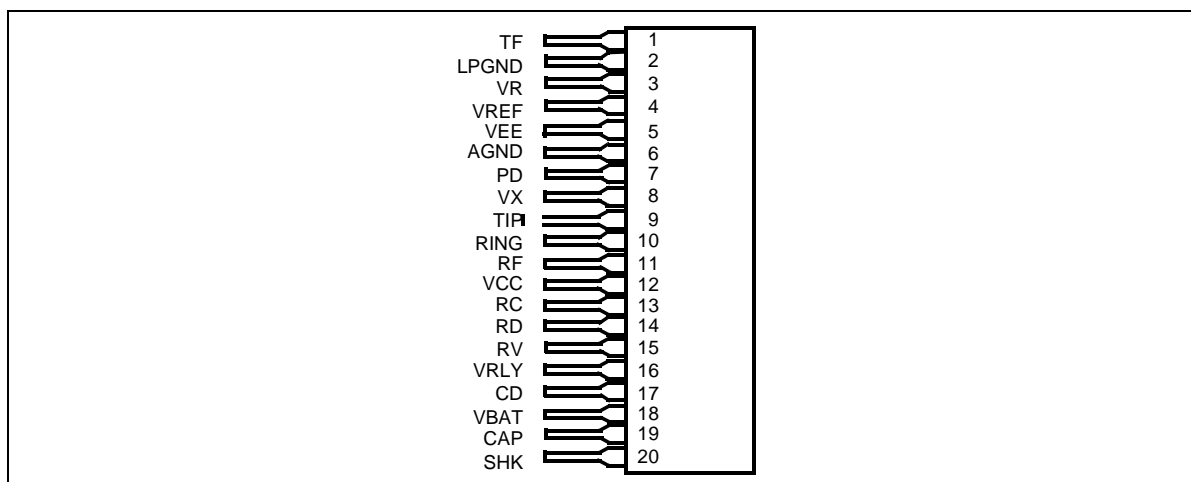 TF 1
LPGND 2
VR 3
VREF 4
VEE 5
AGND 6
PD 7
VX 8
TIP 9
RING 10
RF 11
VCC 12
RC 13
RD 14
RV 15
VRLY 16
CD 17
VBAT 18
CAP 19
SHK 20